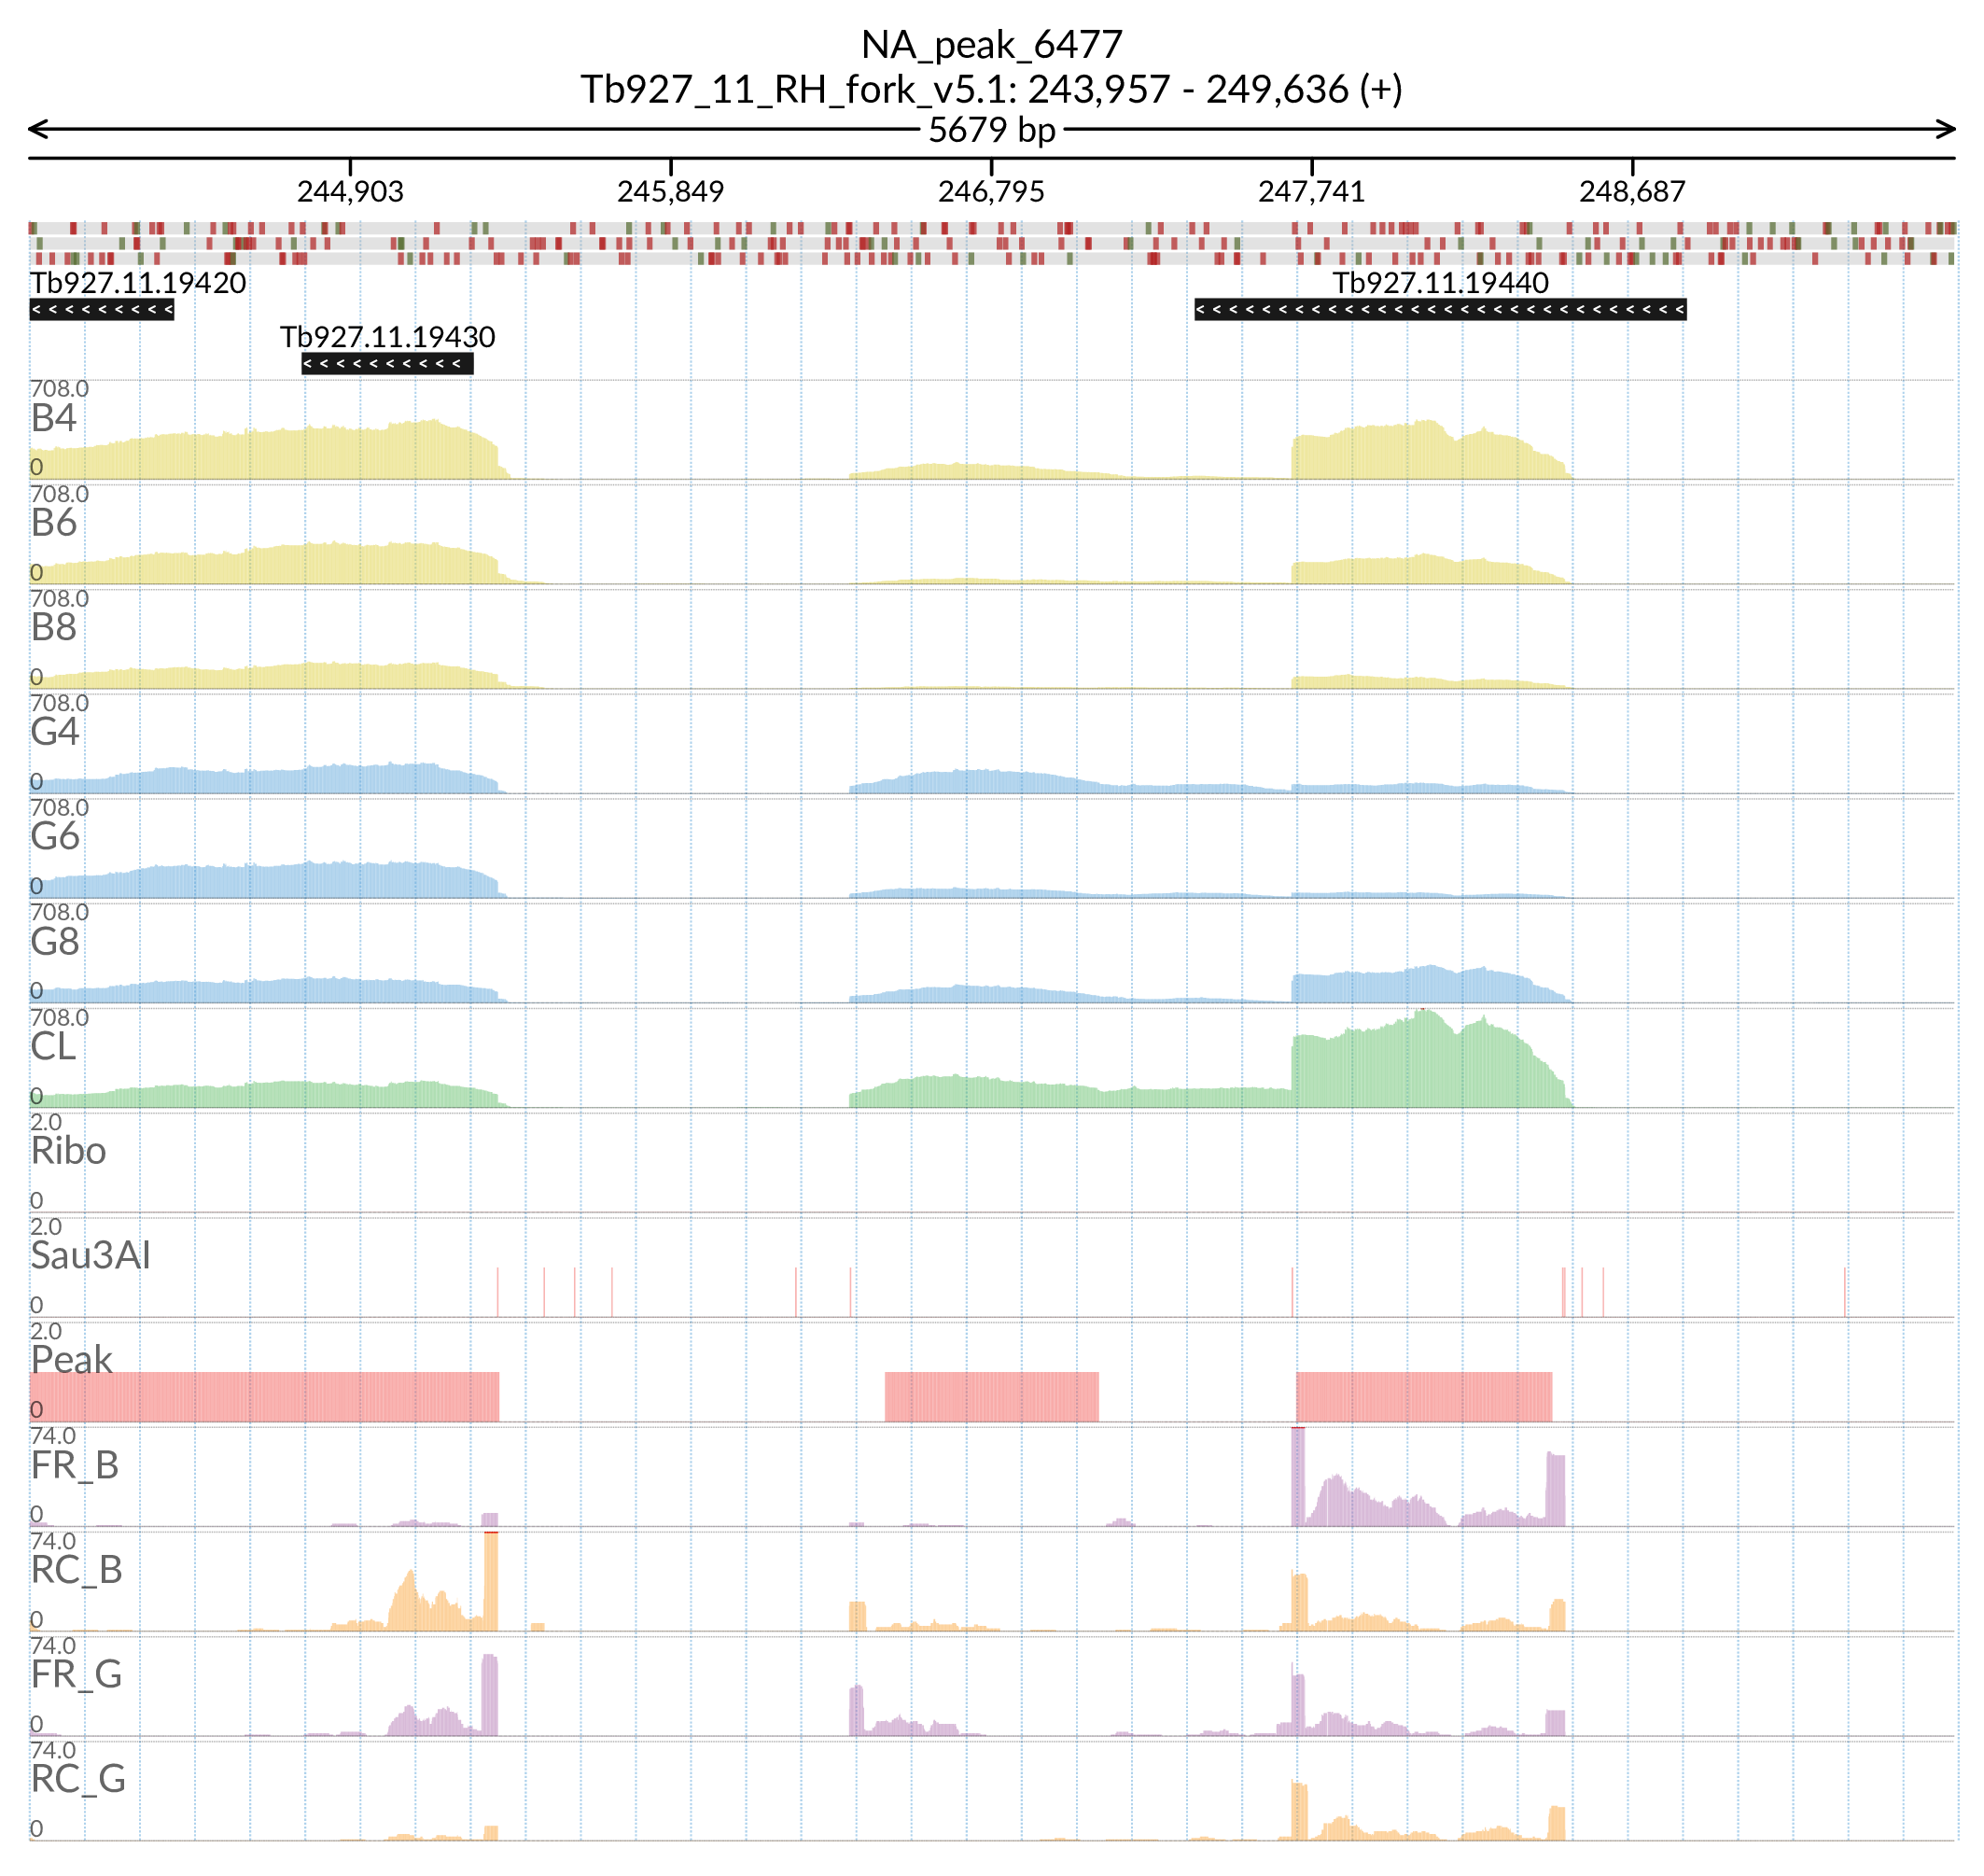 NA_peak_6477
Tb927_11_RH_fork_v5.1: 243,957 - 249,636 (+)
5679 bp
244,903 245,849 246,795 247,741 248,687
Tb927.11.19420 Tb927.11.19440
Tb927.11.19430
708.0
B4
0
708.0
B6
0
708.0
B8
0
708.0
G4
0
708.0
G6
0
708.0
G8
0
708.0
CL
0
2.0
Ribo
0
2.0
Sau3AI
0
2.0
Peak
0
74.0
FR_B
0
74.0
RC_B
0
74.0
FR_G
0
74.0
RC_G
0